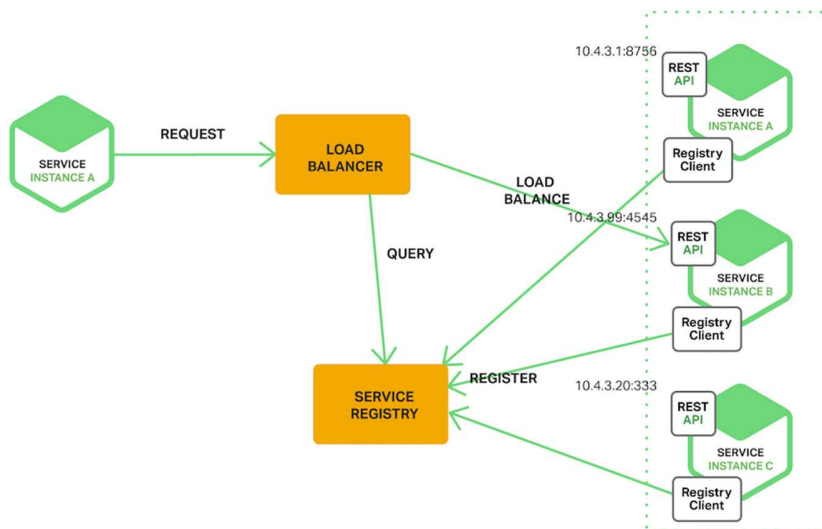 10.4.3.1:8756
REST
API
SERVICE
INSTANCE A
Registry
Client
REQUEST
SERVICE
INSTANCE A
LOAD
BALANCER
LOAD
BALANCE
10.4.3.99:4545
REST
API
SERVICE
INSTANCE B
Registry
Client
QUERY
REGISTER
SERVICE
REGISTRY
10.4.3.20:333
REST
API
SERVICE
INSTANCE C
Registry
Client